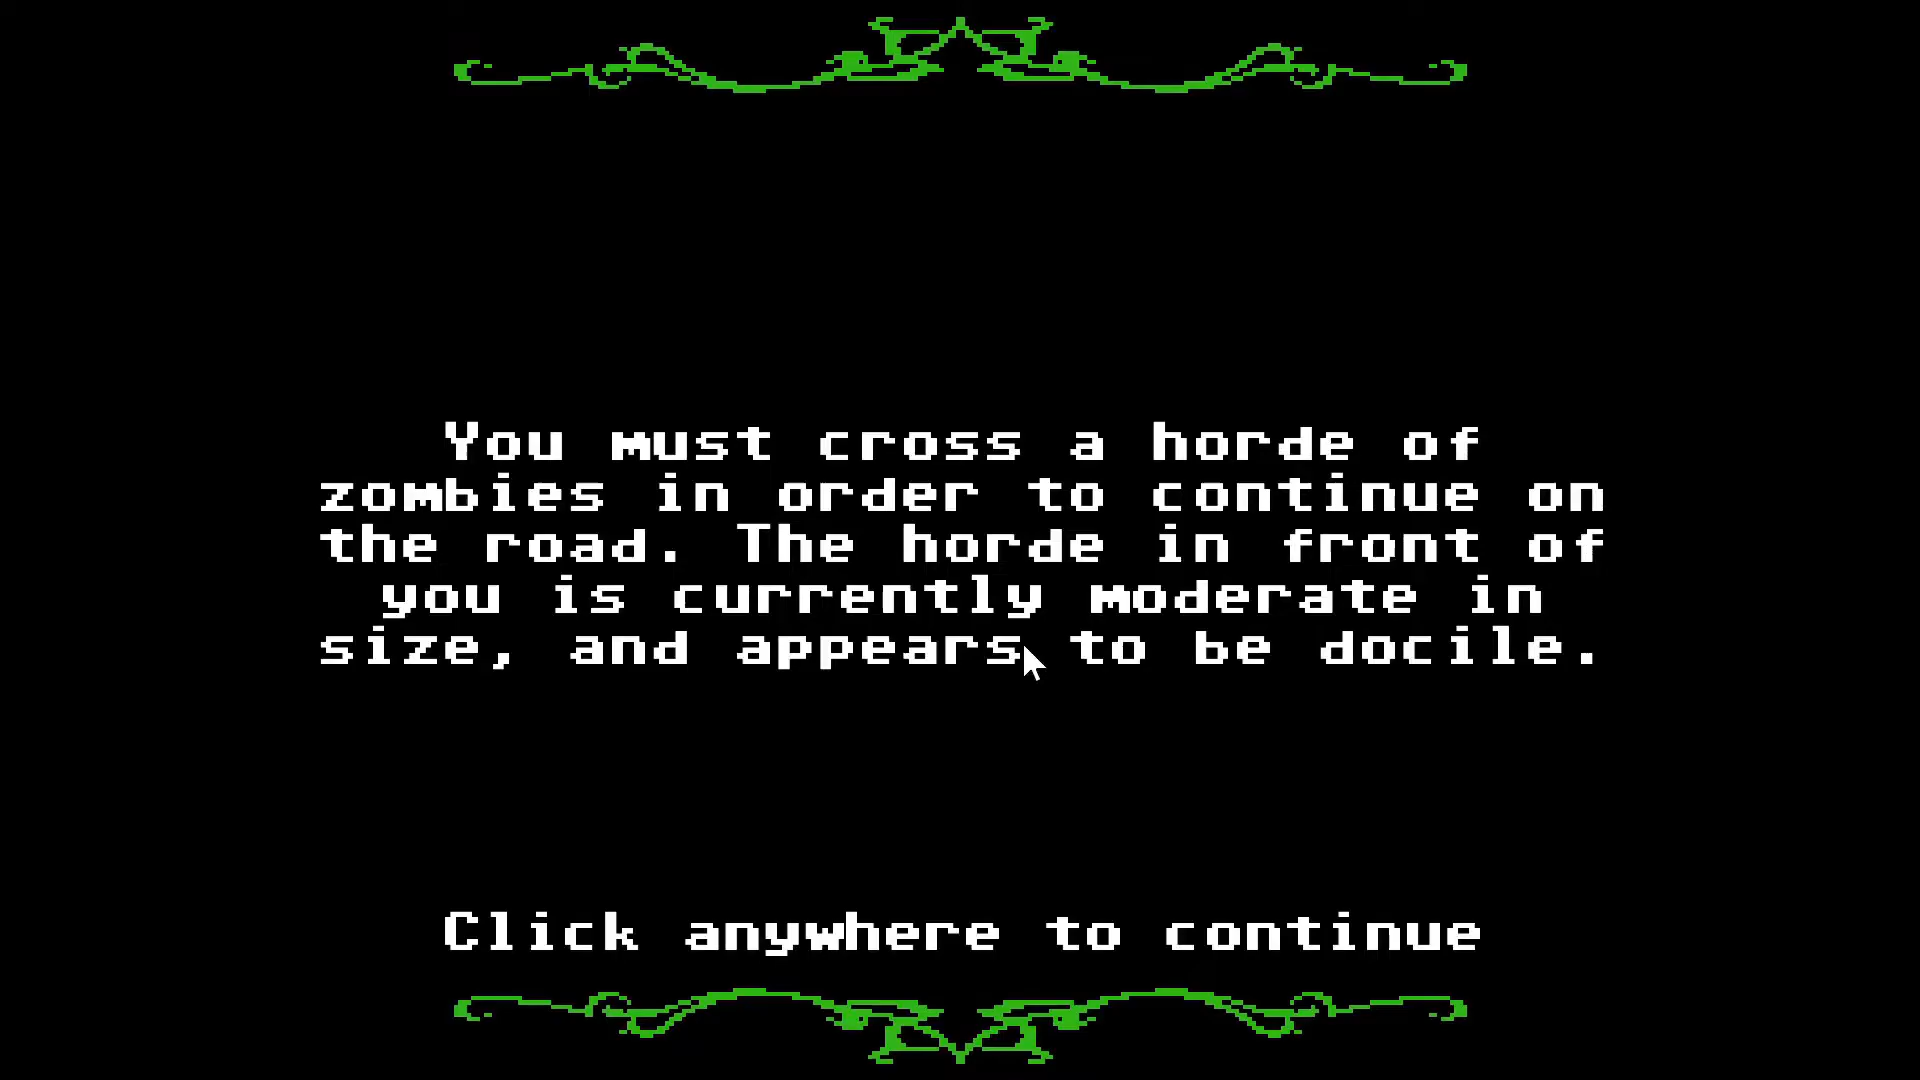 You must cross a horde of
zombies in order to continue on
the road. The horde in front of
you is currently moderate in
size, and appears to be docile.
Click anywhere to continue